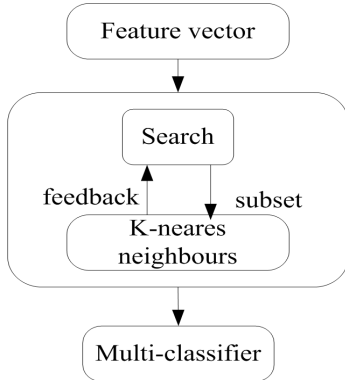 Feature vector
Search
feedback
subset
K-neares
neighbours
Multi-classifier